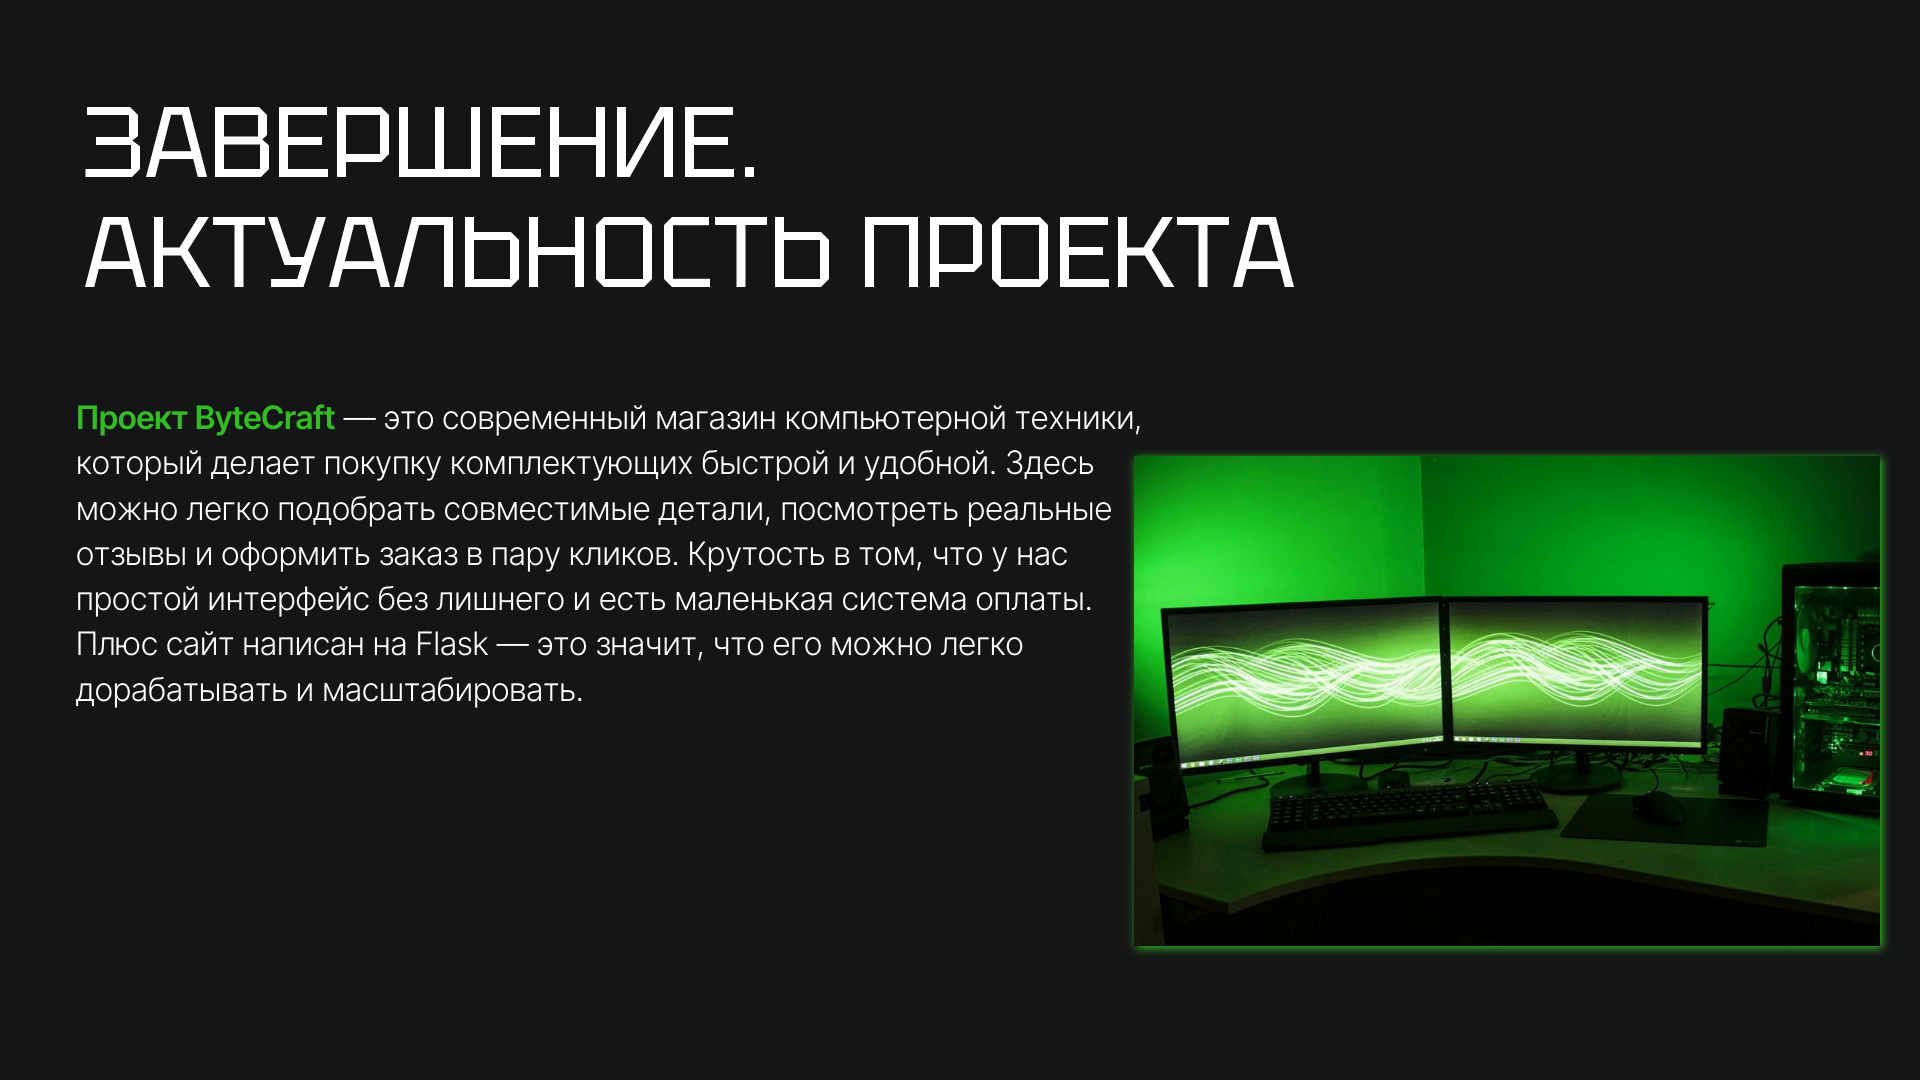 ЗАВЕРШЕНИЕ.
АКТУАЛЬНОСТЬ ПРОЕКТА
Проект ByteCraft — это современный магазин компьютерной техники,
который делает покупку комплектующих быстрой и удобной. Здесь
можно легко подобрать совместимые детали, посмотреть реальные
отзывы и оформить заказ в пару кликов. Крутость в том, что у нас
простой интерфейс без лишнего и есть маленькая система оплаты.
Плюс сайт написан на Flask — это значит, что его можно легко
дорабатывать и масштабировать.